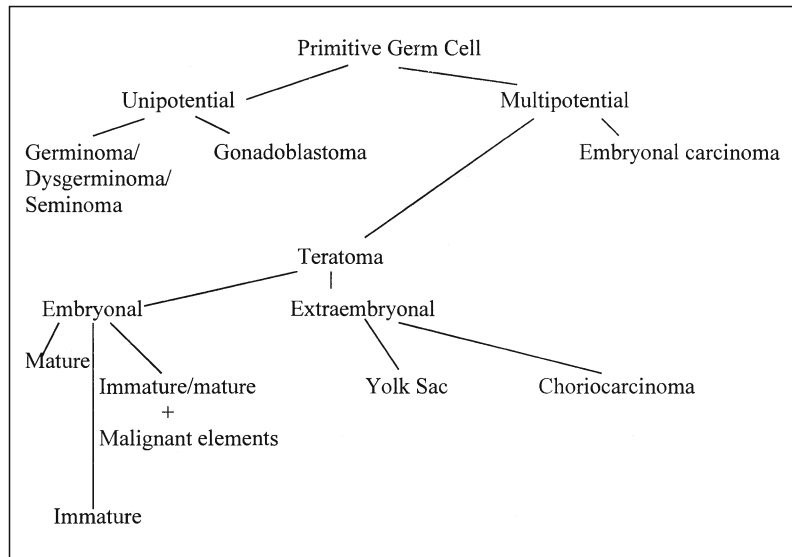 Primitive Germ Cell
Unipotential
Multipotential
Germinoma/
Dysgerminoma/
Seminoma
Gonadoblastoma
Embryonal carcinoma
Teratoma
Embryonal
Extraembryonal
Mature
Immature/mature
+
Malignant elements
Yolk Sac
Choriocarcinoma
Immature